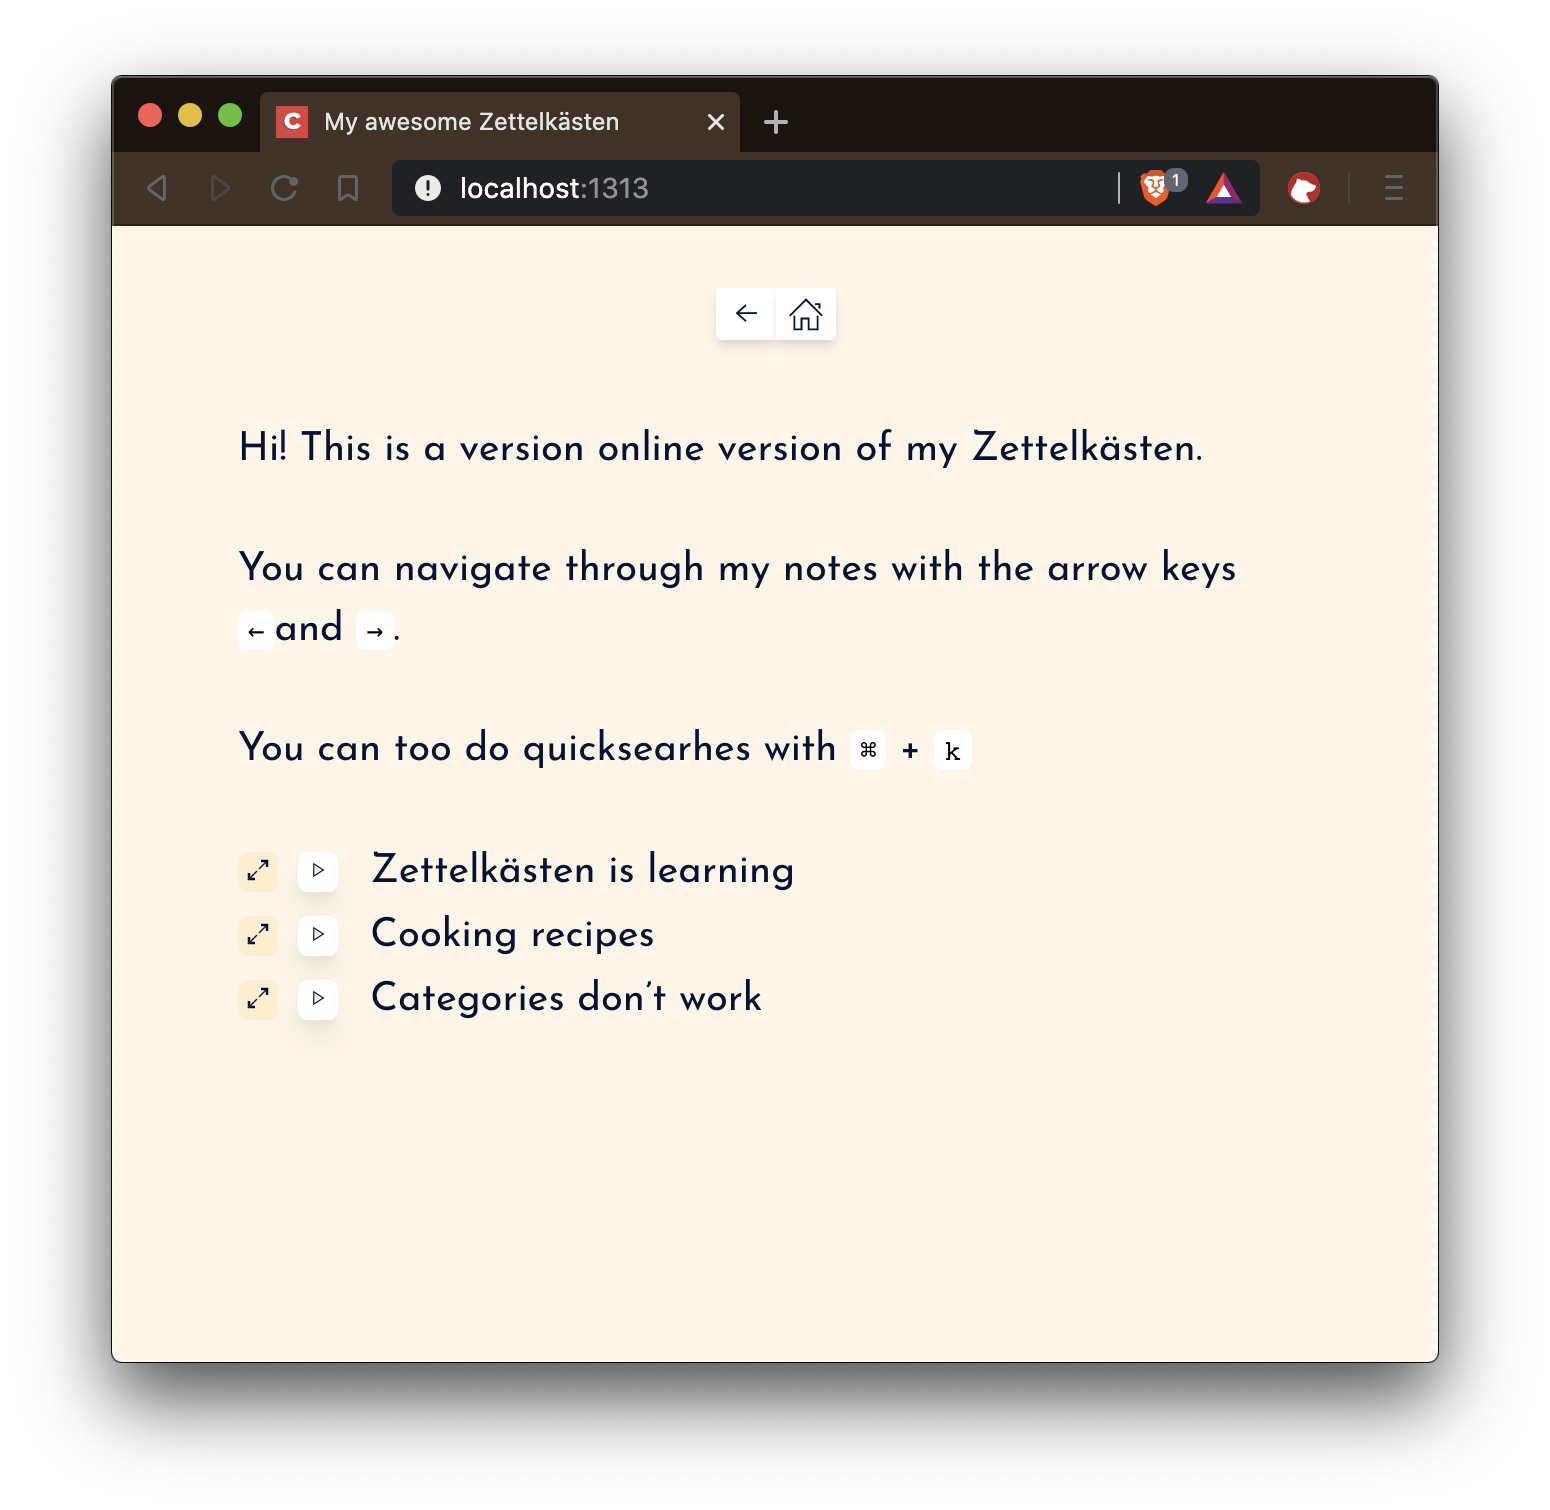 C My awesome Zettelkästen
localhost:1313 1
Hi! This is a version online version of my Zettelkästen.
You can navigate through my notes with the arrow keys
← and → .
You can too do quicksearhes with ⌘ + k
Zettelkästen is learning
Cooking recipes
Categories don’t work